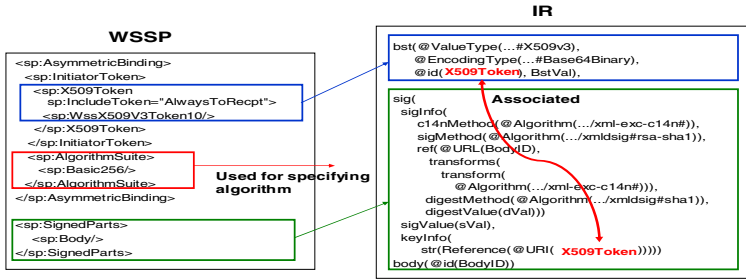 WSSP
<sp:AsymmetricBinding>
<sp:InitiatorToken>
<sp:X509Token
sp:IncludeToken="AlwaysToRecpt">
<sp:WssX509V3Token10/>
</sp:X509Token>
</sp:InitiatorToken>
<sp:AlgorithmSuite>
<sp:Basic256/>
</sp:AlgorithmSuite>
</sp:AsymmetricBinding>
<sp:SignedParts>
<sp:Body/>
</sp:SignedParts>
Used for specifying
algorithm
IR
bst(@ValueType(...#X509v3),
@EncodingType(...#Base64Binary),
@id(X509Token), BstVal),
Associated
sig(
sigInfo(
c14nMethod(@Algorithm(.../xml-exc-c14n#)),
sigMethod(@Algorithm(.../xmldsig#rsa-sha1)),
ref(@URL(BodyID),
transforms(
transform(
@Algorithm(.../xml-exc-c14n#))),
digestMethod(@Algorithm(.../xmldsig#sha1)),
digestValue(dVal)))
sigValue(sVal),
keyInfo(
str(Reference(@URI( X509Token)))))
body(@id(BodyID))